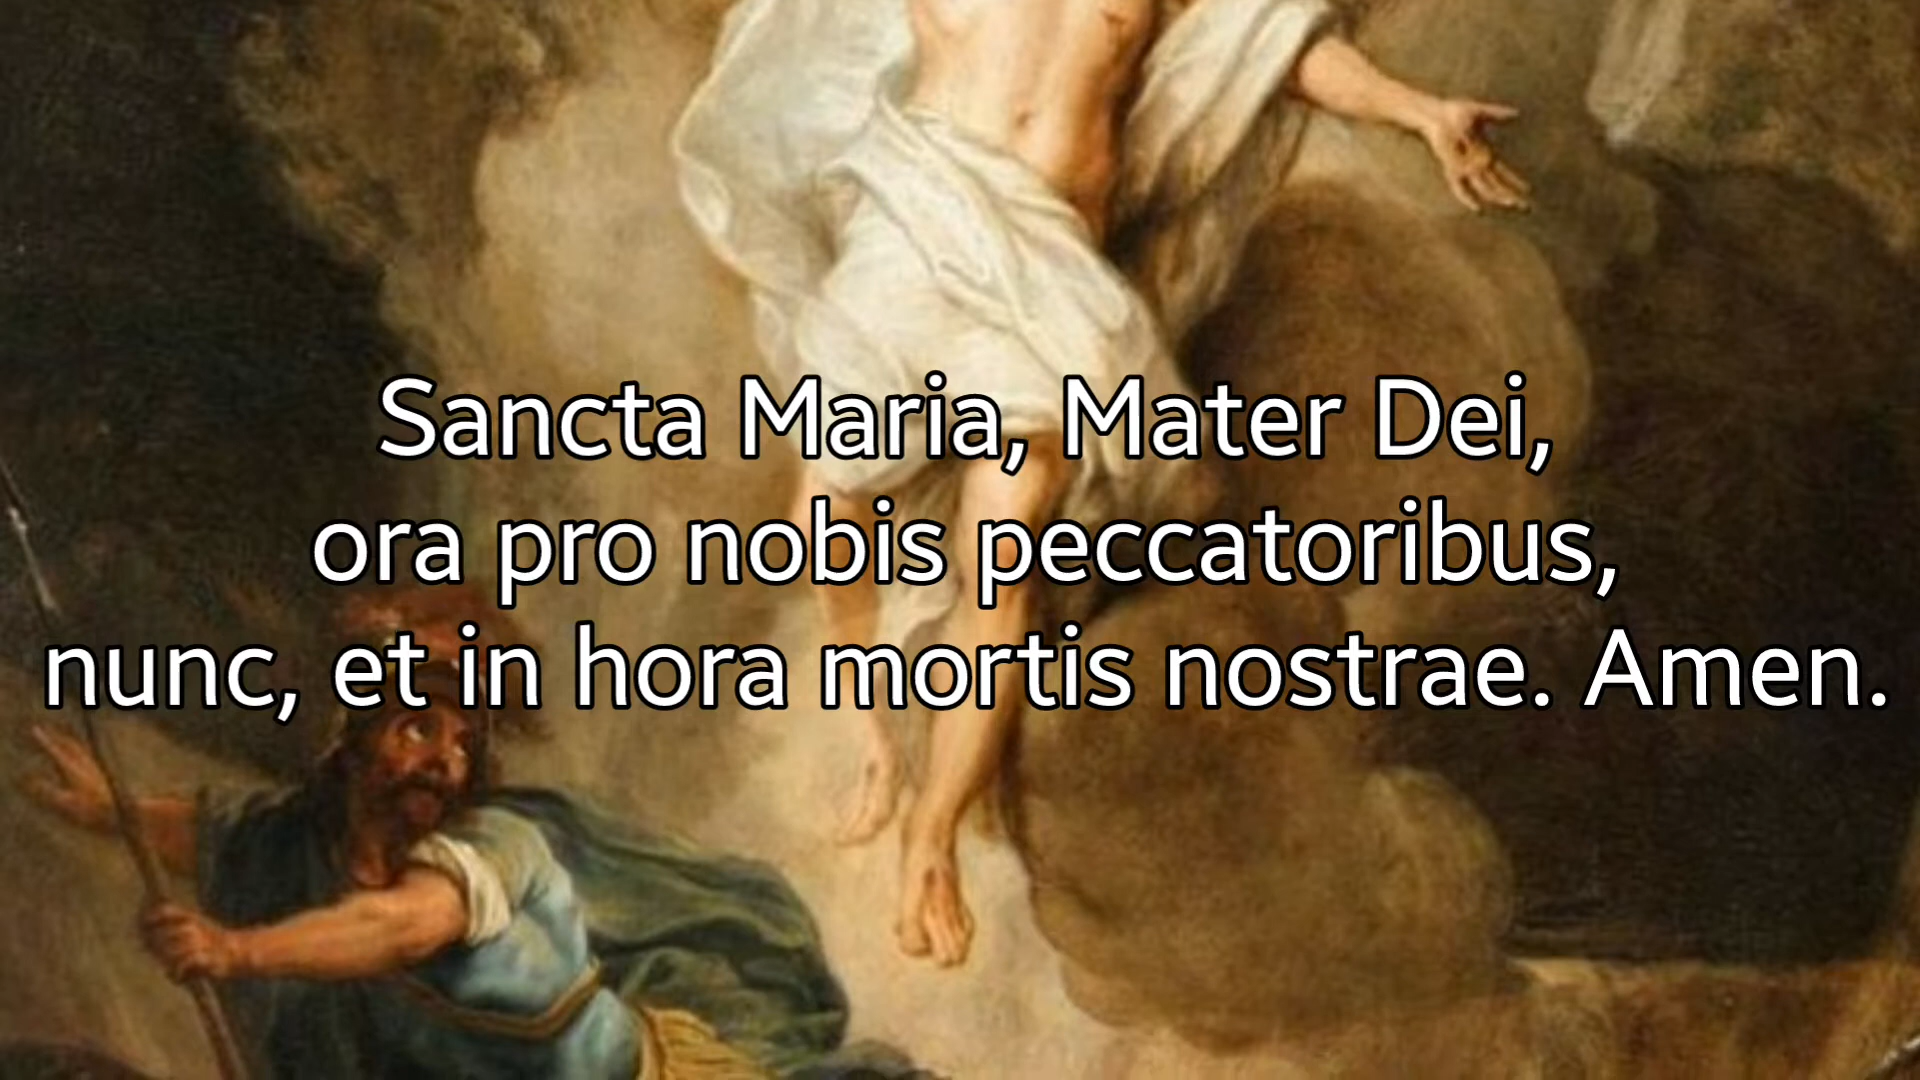 Sancta Maria, Mater Dei,
ora pro nobis peccatoribus,
nunc, et in hora mortis nostrae. Amen.